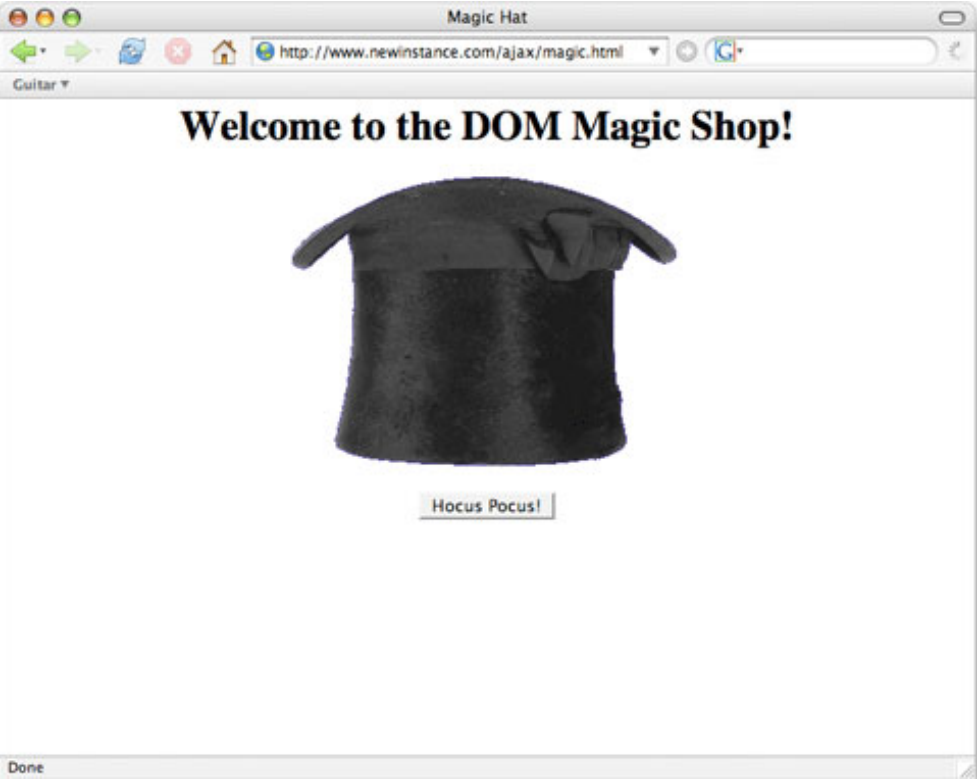 Magic Hat
http://www.newinstance.com/ajax/magic.html
G
Guitar
Welcome to the DOM Magic Shop!
Hocus Pocus!
Done